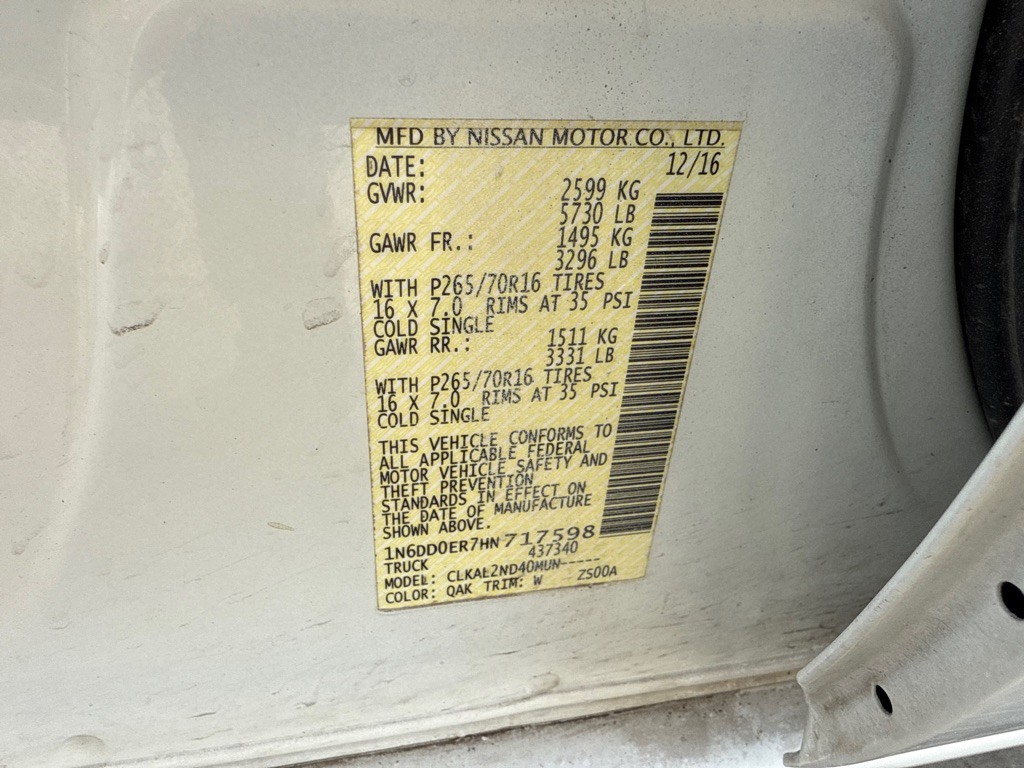 MFD BY NISSAN MOTOR CO., LTD.
DATE: 12/16
GVWR: 2599 KG
5730 LB
GAWR FR.: 1495 KG
3296 LB
WITH P265/70R16 TIRES
16 X 7.0 RIMS AT 35 PSI
COLD SINGLE
GAWR RR.: 1511 KG
3331 LB
WITH P265/70R16 TIRES
16 X 7.0 RIMS AT 35 PSI
COLD SINGLE
THIS VEHICLE CONFORMS TO
ALL APPLICABLE FEDERAL
MOTOR VEHICLE SAFETY AND
THEFT PREVENTION
STANDARDS IN EFFECT ON
THE DATE OF MANUFACTURE
SHOWN ABOVE.
1N6DD0ER7HN717598
TRUCK 437340
MODEL: CLKAL2ND40MUN-----
COLOR: QAK TRIM: W ZS00A